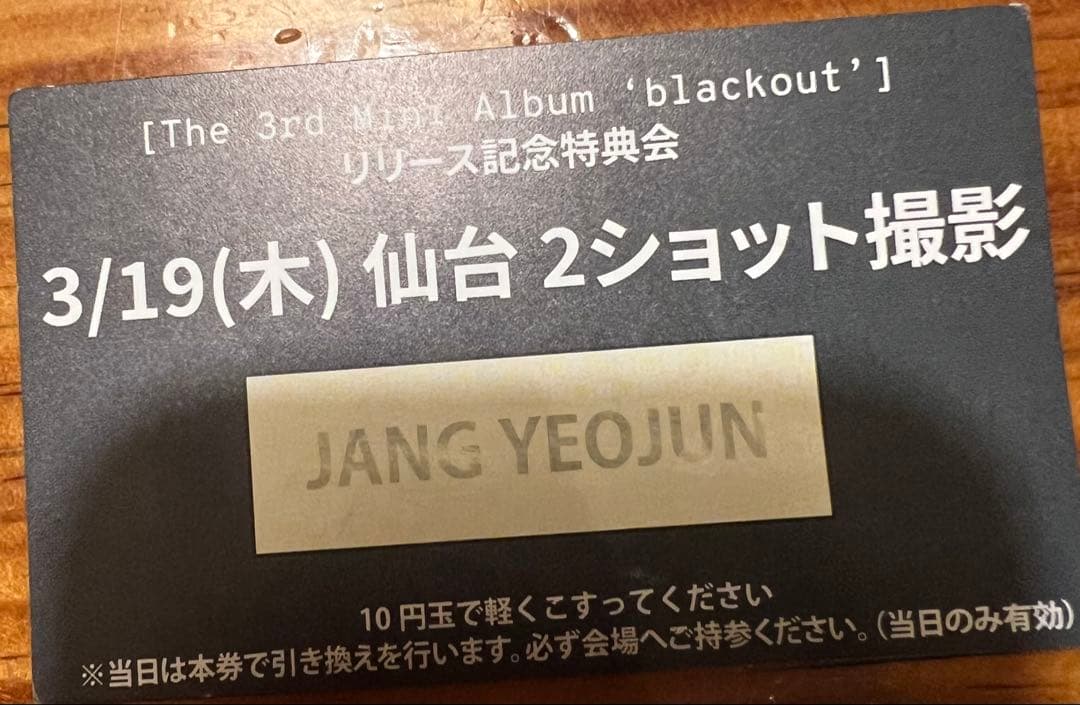 [The 3rd Mini Album ‘blackout’]
リリース記念特典会
3/19(木) 仙台 2ショット撮影
JANG YEOJUN
10円玉で軽くこすってください
※当日は本券で引き換えを行います。必ず会場へご持参ください。(当日のみ有効)